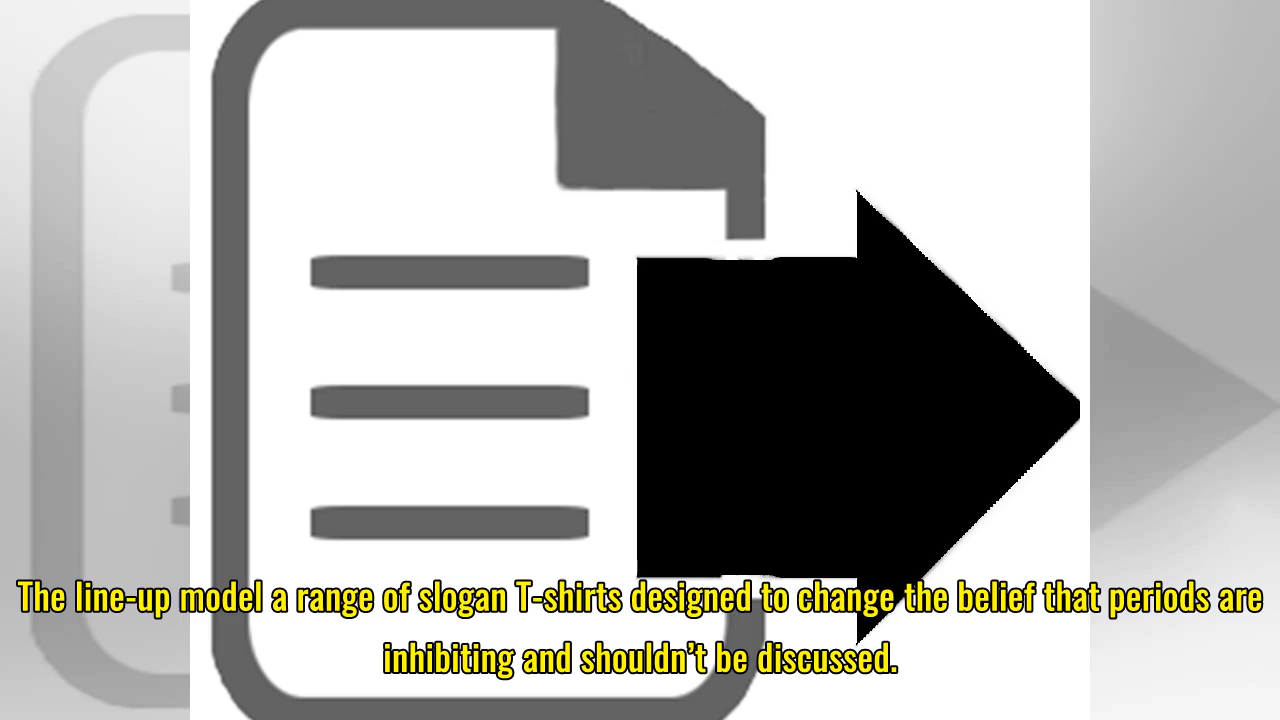 The line-up model a range of slogan T-shirts designed to change the belief that periods are
inhibiting and shouldn’t be discussed.